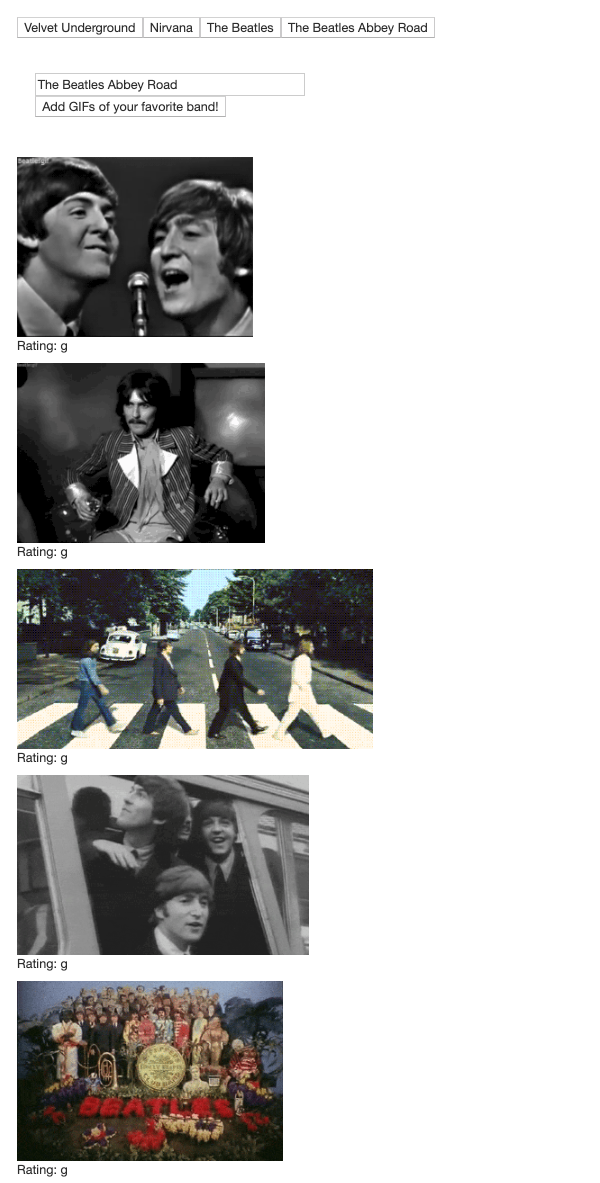 Velvet Underground
Nirvana
The Beatles
The Beatles Abbey Road
The Beatles Abbey Road
Add GIFs of your favorite band!
Rating: g
Rating: g
Rating: g
Rating: g
BEATLES
Rating: g